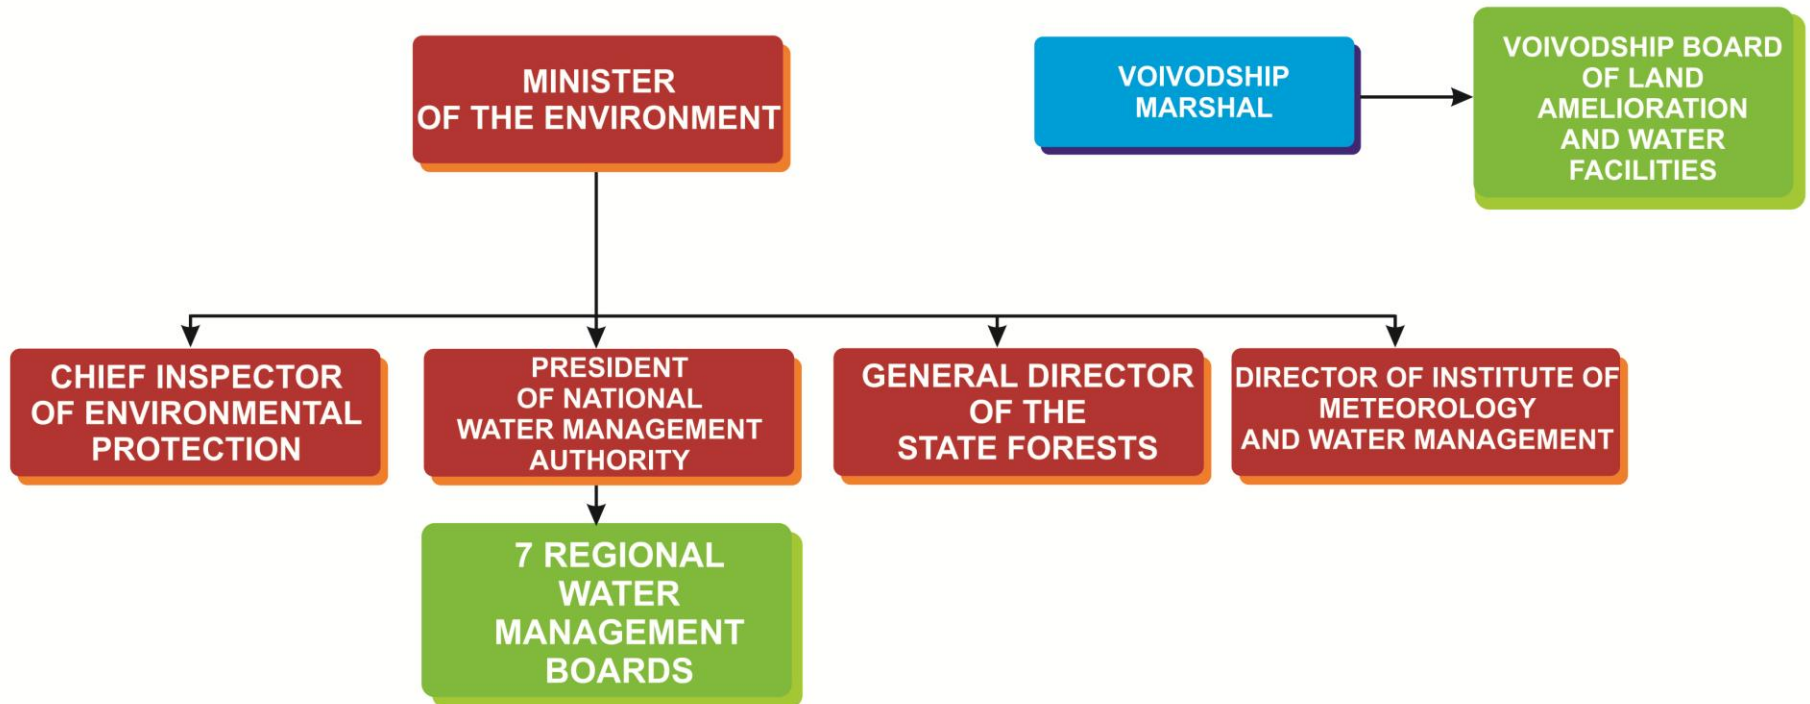 MINISTER
OF THE ENVIRONMENT
VOIVODSHIP
MARSHAL
VOIVODSHIP BOARD
OF LAND
AMELIORATION
AND WATER
FACILITIES
CHIEF INSPECTOR
OF ENVIRONMENTAL
PROTECTION
PRESIDENT
OF NATIONAL
WATER MANAGEMENT
AUTHORITY
GENERAL DIRECTOR
OF THE
STATE FORESTS
DIRECTOR OF INSTITUTE OF
METEOROLOGY
AND WATER MANAGEMENT
7 REGIONAL
WATER
MANAGEMENT
BOARDS